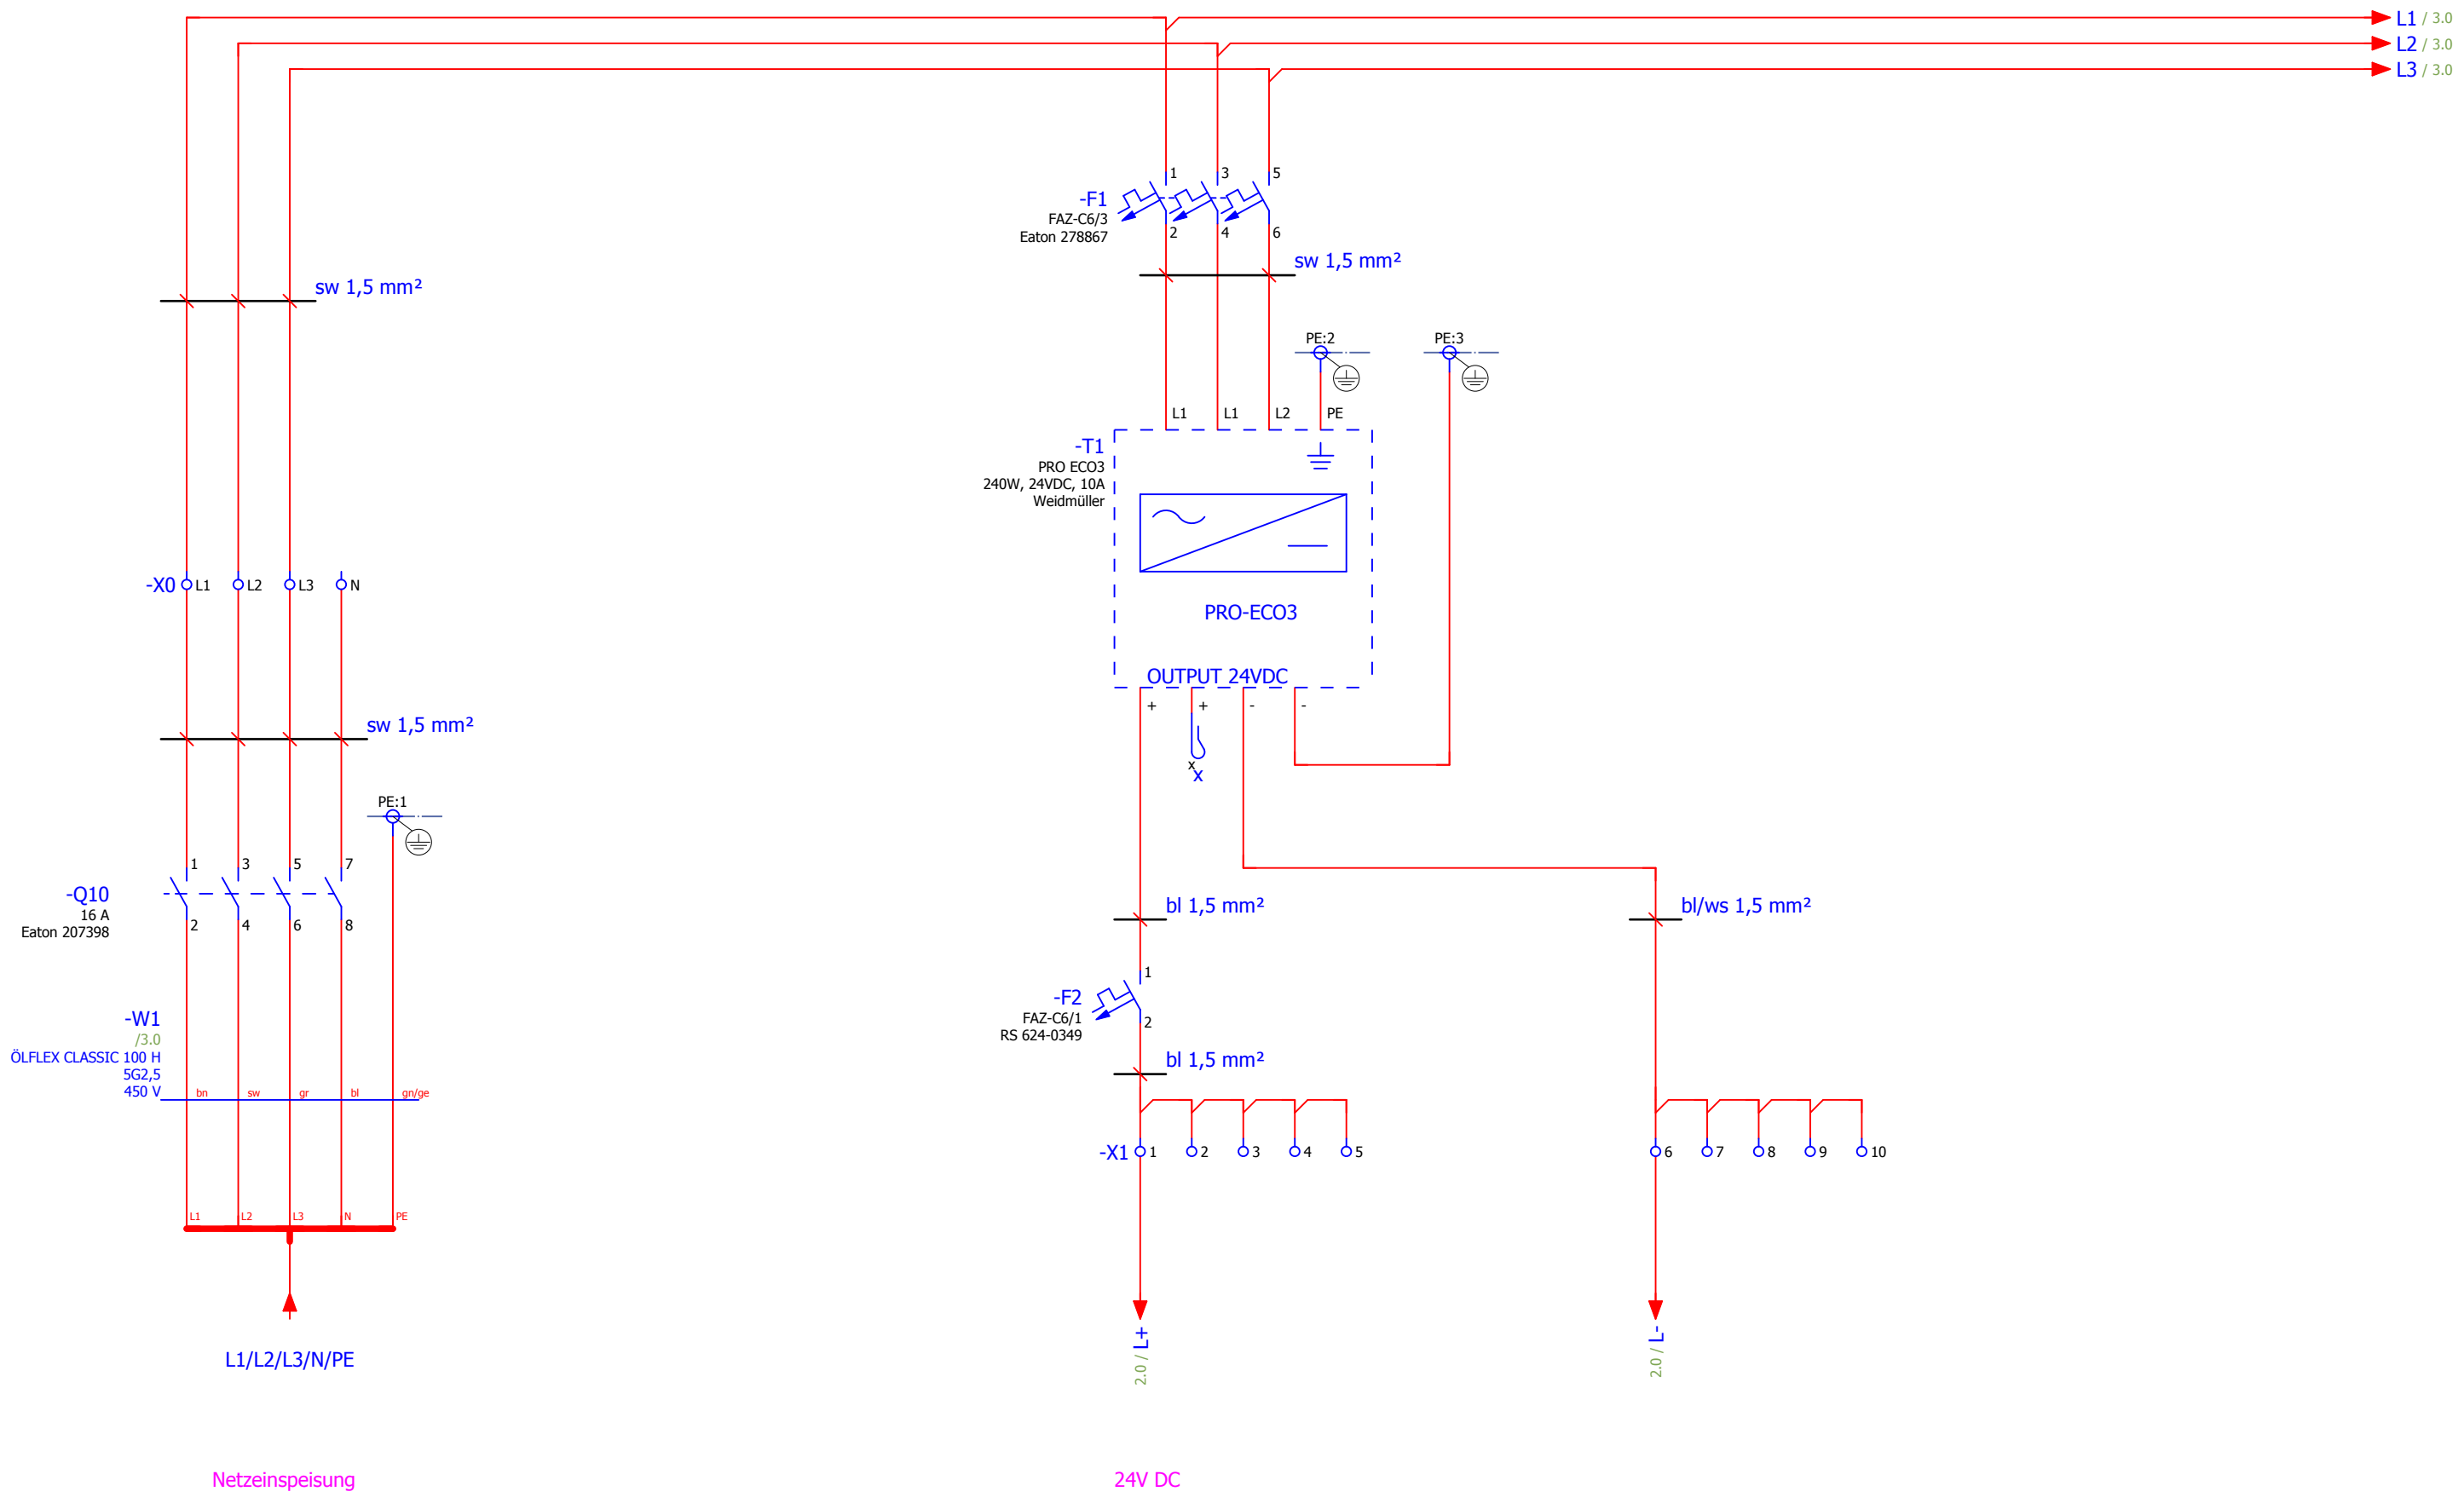 L1 / 3.0
L2 / 3.0
L3 / 3.0
1 3 5
-F1
FAZ-C6/3
Eaton 278867
2 4 6
sw 1,5 mm²
sw 1,5 mm²
PE:2 PE:3
L1 L1 L2 PE
-T1
PRO ECO3
240W, 24VDC, 10A
Weidmüller
-X0 L1 L2 L3 N
PRO-ECO3
OUTPUT 24VDC
+ + - -
sw 1,5 mm²
x
x
PE:1
1 3 5 7
-Q10
16 A
Eaton 207398
2 4 6 8
bl 1,5 mm²
bl/ws 1,5 mm²
1
-F2
FAZ-C6/1
RS 624-0349
2
-W1
/3.0
ÖLFLEX CLASSIC 100 H
5G2,5
450 V
bn sw gr bl gn/ge
bl 1,5 mm²
-X1 1 2 3 4 5 6 7 8 9 10
L1 L2 L3 N PE
L1/L2/L3/N/PE
2.0 / L+
2.0 / L-
Netzeinspeisung
24V DC